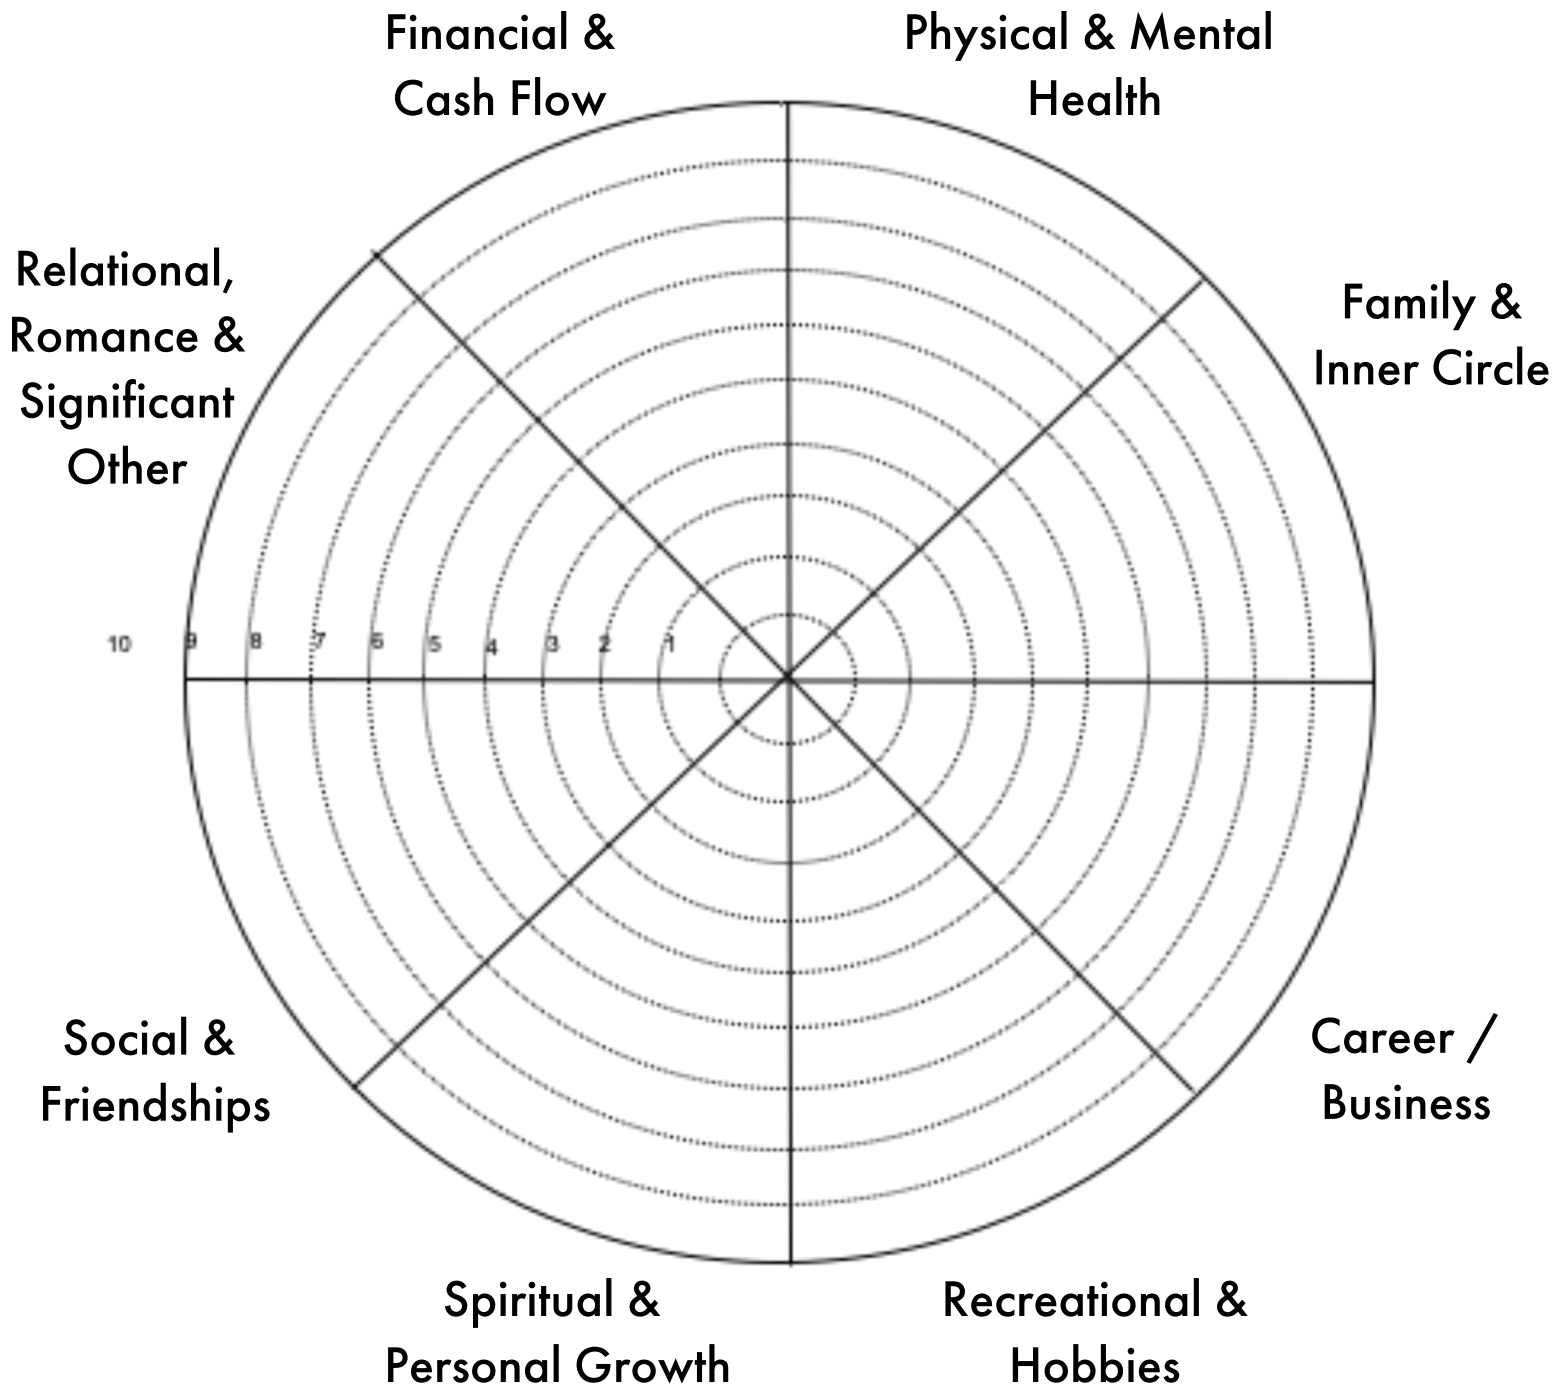 Financial &
Cash Flow
Physical & Mental
Health
Relational,
Romance &
Significant
Other
Family &
Inner Circle
10 9 8 7 6 5 4 3 2 1
Social &
Friendships
Career /
Business
Spiritual &
Personal Growth
Recreational &
Hobbies